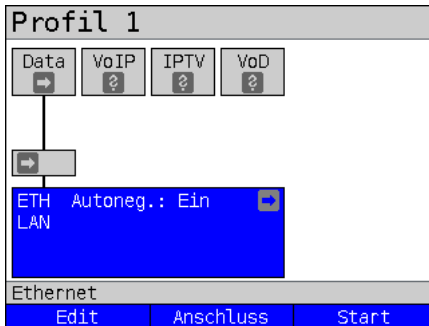 Profil 1
Data VoIP IPTV VoD
ETH Autoneg.: Ein
LAN
Ethernet
Edit Anschluss Start